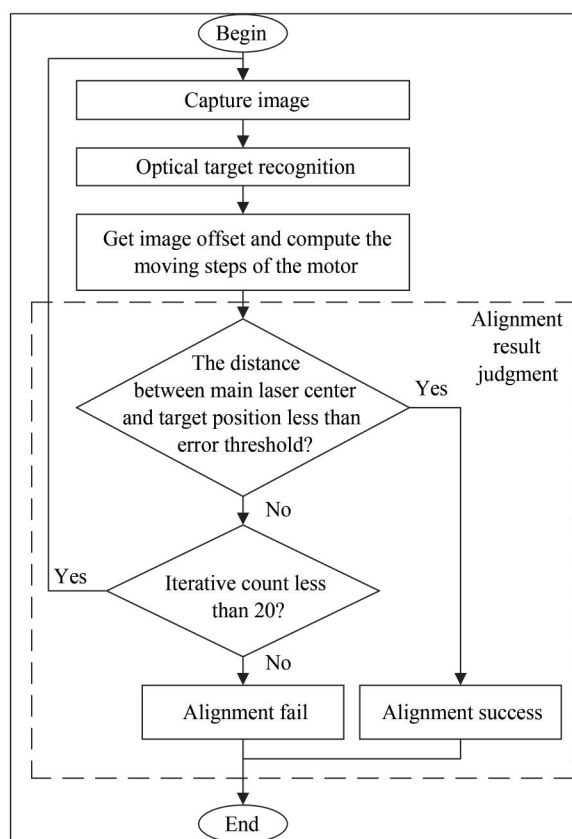 Begin
Capture image
Optical target recognition
Get image offset and compute the
moving steps of the motor
Alignment
result
judgment
The distance
between main laser center
and target position less than
error threshold?
Yes
No
Yes
Iterative count less
than 20?
No
Alignment fail
Alignment success
End